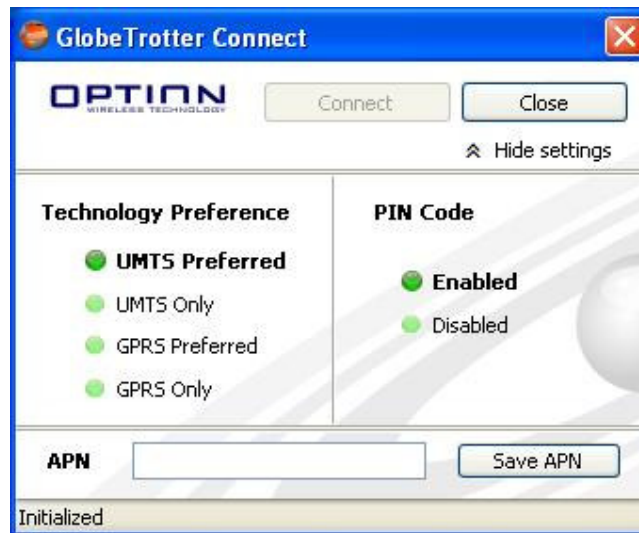 GlobeTrotter Connect
OPTION
WIRELESS TECHNOLOGY
Connect
Close
Hide settings
Technology Preference
UMTS Preferred
UMTS Only
GPRS Preferred
GPRS Only
PIN Code
Enabled
Disabled
APN
Save APN
Initialized